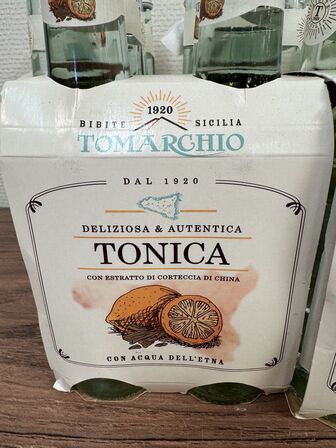 1920
BIBITE SICILIA
TOMARCHIO
DAL 1920
DELIZIOSA & AUTENTICA
TONICA
CON ESTRATTO DI CORTECCIA DI CHINA
CON ACQUA DELL'ETNA